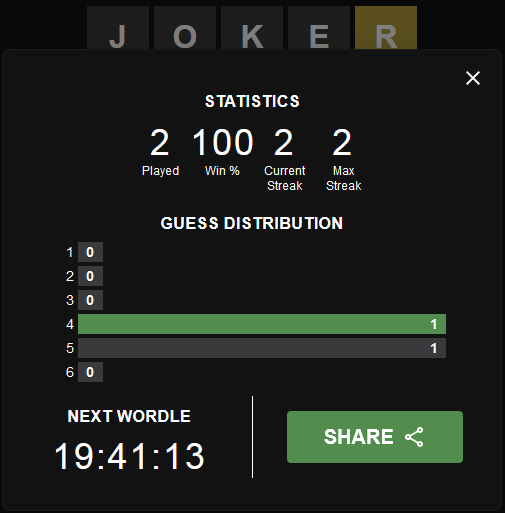 J O K E R
STATISTICS
2 100 2 2
Played Win % Current Streak Max Streak
GUESS DISTRIBUTION
1 0
2 0
3 0
4 1
5 1
6 0
NEXT WORDLE
19:41:13
SHARE